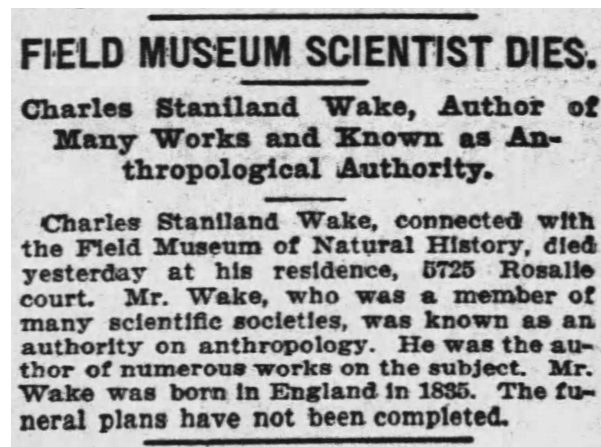 FIELD MUSEUM SCIENTIST DIES.
Charles Staniland Wake, Author of
Many Works and Known as An-
thropological Authority.
Charles Staniland Wake, connected with
the Field Museum of Natural History, died
yesterday at his residence, 5725 Rosalie
court. Mr. Wake, who was a member of
many scientific societies, was known as an
authority on anthropology. He was the au-
thor of numerous works on the subject. Mr.
Wake was born in England in 1835. The fu-
neral plans have not been completed.